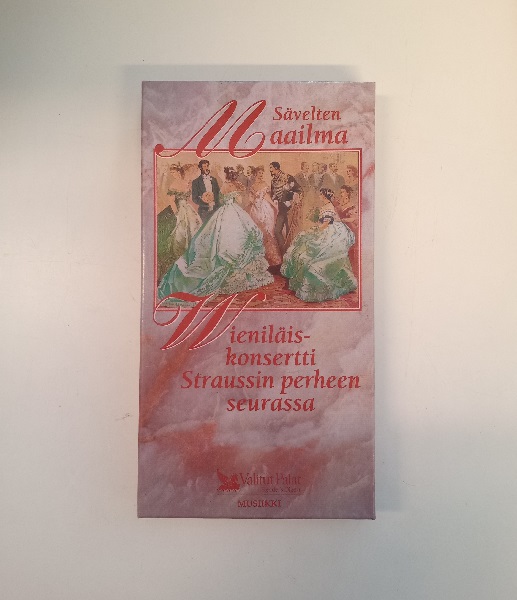 Sävelten
Maailma
Wieniläis-
konsertti
Straussin perheen
seurassa
Valitut Palat
MUSIIKKI